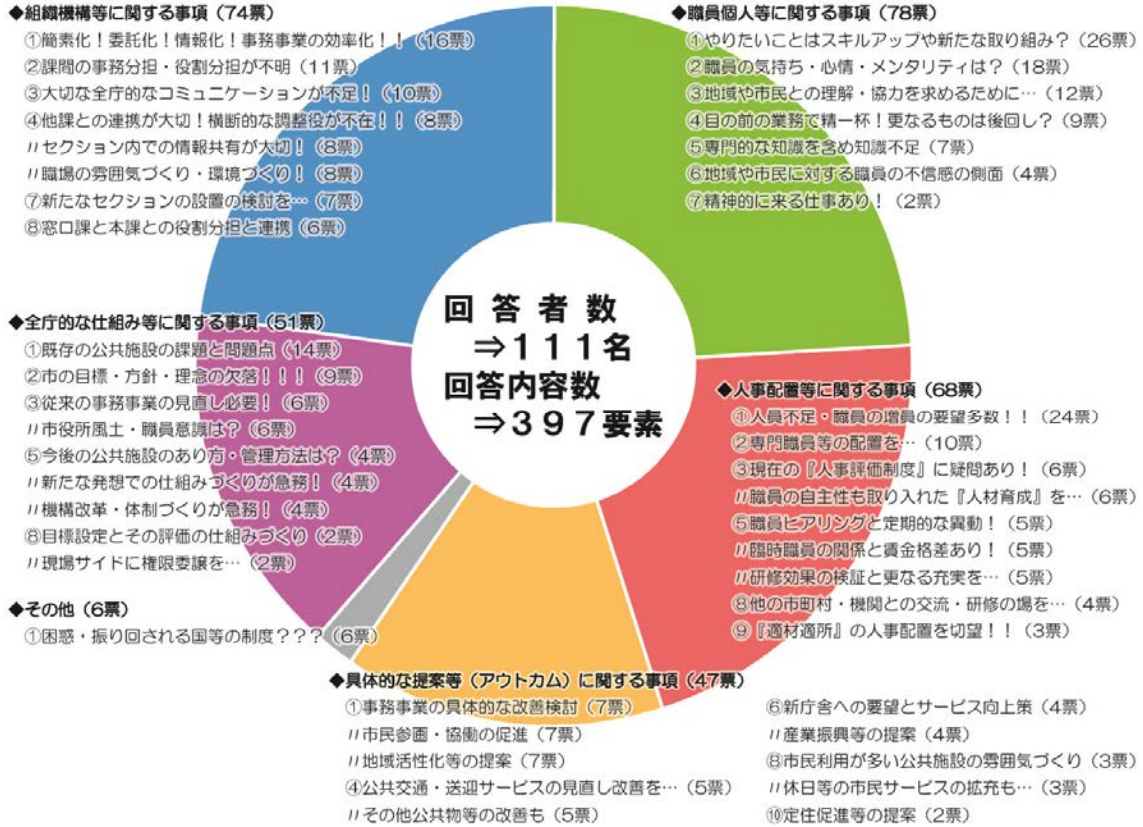 ◆組織機構等に関する事項（74票）
①簡素化！委託化！情報化！事務事業の効率化！！（16票）
②課間の事務分担・役割分担が不明（11票）
③大切な全庁的なコミュニケーションが不足！（10票）
④他課との連携が大切！横断的な調整役が不在！！（8票）
〃セクション内での情報共有が大切！（8票）
〃職場の雰囲気づくり・環境づくり！（8票）
⑦新たなセクションの設置の検討を…（7票）
⑧窓口課と本課との役割分担と連携（6票）
◆職員個人等に関する事項（78票）
①やりたいことはスキルアップや新たな取り組み？（26票）
②職員の気持ち・心情・メンタリティは？（18票）
③地域や市民との理解・協力を求めるために…（12票）
④目の前の業務で精一杯！更なるものは後回し？（9票）
⑤専門的な知識を含め知識不足（7票）
⑥地域や市民に対する職員の不信感の側面（4票）
⑦精神的に来る仕事あり！（2票）
回答者数
⇒111名
回答内容数
⇒397要素
◆全庁的な仕組み等に関する事項（51票）
①既存の公共施設の課題と問題点（14票）
②市の目標・方針・理念の欠落！！！（9票）
③従来の事務事業の見直し必要！（6票）
〃市役所風土・職員意識は？（6票）
⑤今後の公共施設のあり方・管理方法は？（4票）
〃新たな発想での仕組みづくりが急務！（4票）
〃機構改革・体制づくりが急務！（4票）
⑧目標設定とその評価の仕組みづくり（2票）
〃現場サイドに権限委譲を…（2票）
◆人事配置等に関する事項（68票）
①人員不足・職員の増員の要望多数！！（24票）
②専門職員等の配置を…（10票）
③現在の『人事評価制度』に疑問あり！（6票）
〃職員の自主性も取り入れた『人材育成』を…（6票）
⑤職員ヒアリングと定期的な異動！（5票）
〃臨時職員の関係と賃金格差あり！（5票）
〃研修効果の検証と更なる充実を…（5票）
⑧他の市町村・機関との交流・研修の場を…（4票）
⑨『適材適所』の人事配置を切望！！（3票）
◆その他（6票）
①困惑・振り回される国等の制度？？？（6票）
◆具体的な提案等（アウトカム）に関する事項（47票）
①事務事業の具体的な改善検討（7票）
〃市民参画・協働の促進（7票）
〃地域活性化等の提案（7票）
④公共交通・送迎サービスの見直し改善を…（5票）
〃その他公共物等の改善も（5票）
⑥新庁舎への要望とサービス向上策（4票）
〃産業振興等の提案（4票）
⑧市民利用が多い公共施設の雰囲気づくり（3票）
〃休日等の市民サービスの拡充も…（3票）
⑩定住促進等の提案（2票）